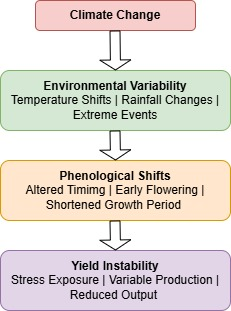 Climate Change
Environmental Variability
Temperature Shifts | Rainfall Changes |
Extreme Events
Phenological Shifts
Altered Timimg | Early Flowering |
Shortened Growth Period
Yield Instability
Stress Exposure | Variable Production |
Reduced Output